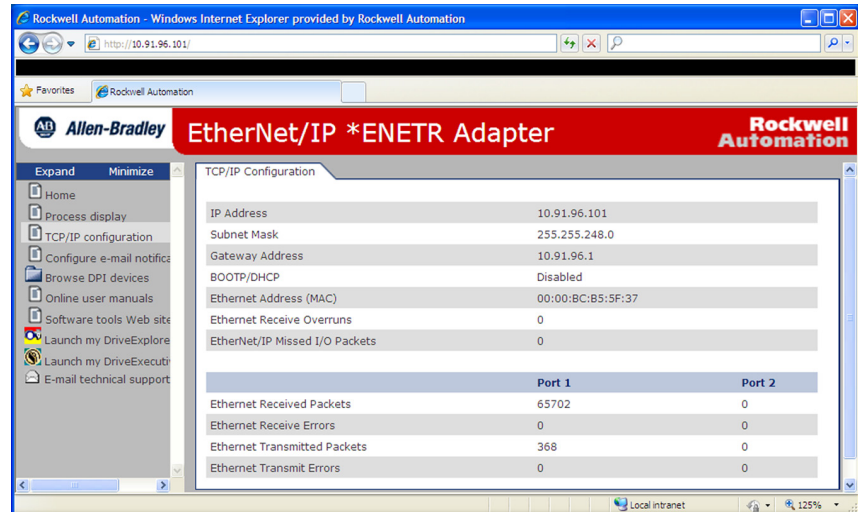 Rockwell Automation - Windows Internet Explorer provided by Rockwell Automation
http://10.91.96.101/
Favorites
Rockwell Automation
AB Allen-Bradley
EtherNet/IP *ENETR Adapter
Rockwell
Automation
Expand Minimize
Home
Process display
TCP/IP configuration
Configure e-mail notifica
Browse DPI devices
Online user manuals
Software tools Web site
Launch my DriveExplore
Launch my DriveExecuti
E-mail technical support
TCP/IP Configuration
IP Address 10.91.96.101
Subnet Mask 255.255.248.0
Gateway Address 10.91.96.1
BOOTP/DHCP Disabled
Ethernet Address (MAC) 00:00:BC:B5:5F:37
Ethernet Receive Overruns 0
EtherNet/IP Missed I/O Packets 0
Port 1 Port 2
Ethernet Received Packets 65702 0
Ethernet Receive Errors 0 0
Ethernet Transmitted Packets 368 0
Ethernet Transmit Errors 0 0
Local intranet
125%